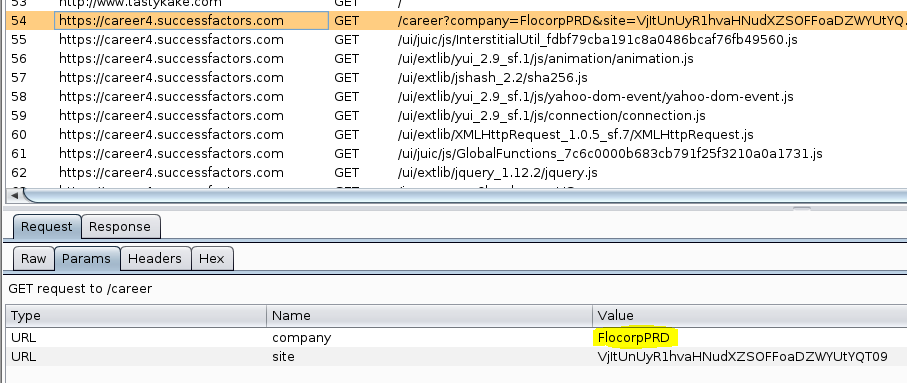 53 http://www.tastykake.com GET /
54 https://career4.successfactors.com GET /career?company=FlocorpPRD&site=VjItUnUyR1hvaHNudXZSOFFoaDZWYUtYQ.
55 https://career4.successfactors.com GET /ui/juic/js/InterstitialUtil_fdbf79cba191c8a0486bcaf76fb49560.js
56 https://career4.successfactors.com GET /ui/extlib/yui_2.9_sf.1/js/animation/animation.js
57 https://career4.successfactors.com GET /ui/extlib/jshash_2.2/sha256.js
58 https://career4.successfactors.com GET /ui/extlib/yui_2.9_sf.1/js/yahoo-dom-event/yahoo-dom-event.js
59 https://career4.successfactors.com GET /ui/extlib/yui_2.9_sf.1/js/connection/connection.js
60 https://career4.successfactors.com GET /ui/extlib/XMLHttpRequest_1.0.5_sf.7/XMLHttpRequest.js
61 https://career4.successfactors.com GET /ui/juic/js/GlobalFunctions_7c6c0000b683cb791f25f3210a0a1731.js
62 https://career4.successfactors.com GET /ui/extlib/jquery_1.12.2/jquery.js
Request Response
Raw Params Headers Hex
GET request to /career
Type Name Value
URL company FlocorpPRD
URL site VjItUnUyR1hvaHNudXZSOFFoaDZWYUtYQT09